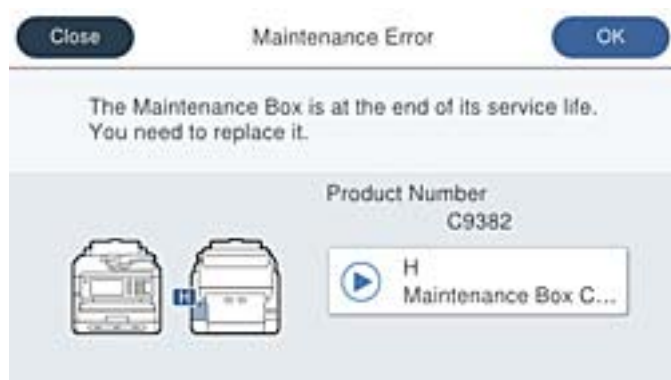 Close
Maintenance Error
OK
The Maintenance Box is at the end of its service life.
You need to replace it.
Product Number
C9382
H
H
Maintenance Box C...